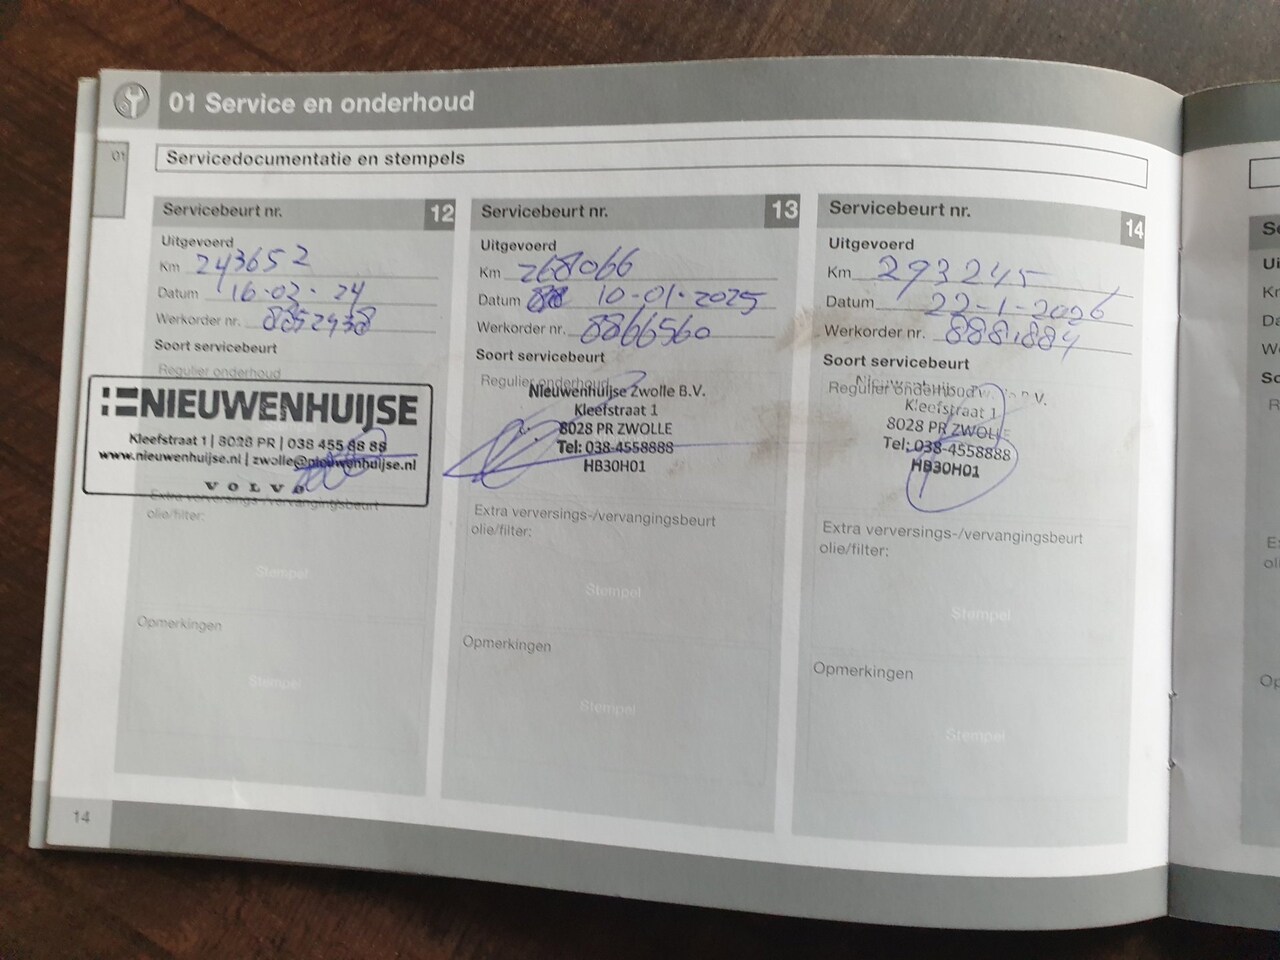 01 Service en onderhoud
01
Servicedocumentatie en stempels
Servicebeurt nr. 12
Uitgevoerd
Km 243652
Datum 16-02-24
Werkorder nr. 8852938
Soort servicebeurt
Regulier onderhoud
NIEUWENHUIJSE
Kleefstraat 1 | 8028 PR | 038 455 88 88
www.nieuwenhuijse.nl | zwolle@nieuwenhuijse.nl
VOLVO
Extra verversings-/vervangingsbeurt
olie/filter:
Stempel
Opmerkingen
Stempel
Servicebeurt nr. 13
Uitgevoerd
Km 268066
Datum 10-01-2025
Werkorder nr. 8866560
Soort servicebeurt
Regulier onderhoud
Nieuwenhuijse Zwolle B.V.
Kleefstraat 1
8028 PR ZWOLLE
Tel: 038-4558888
HB30H01
Extra verversings-/vervangingsbeurt
olie/filter:
Stempel
Opmerkingen
Stempel
Servicebeurt nr. 14
Uitgevoerd
Km 293245
Datum 22-1-2026
Werkorder nr. 8881884
Soort servicebeurt
Regulier onderhoud
Kleefstraat 1
8028 PR ZWOLLE
Tel: 038-4558888
HB30H01
Extra verversings-/vervangingsbeurt
olie/filter:
Stempel
Opmerkingen
Stempel
14